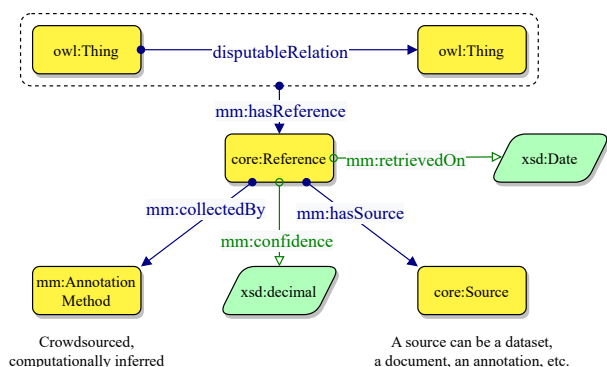 owl:Thing
disputableRelation
owl:Thing
mm:hasReference
core:Reference
mm:retrievedOn
xsd:Date
mm:collectedBy
mm:hasSource
mm:confidence
mm:Annotation
Method
xsd:decimal
core:Source
Crowdsourced,
computationally inferred
A source can be a dataset,
a document, an annotation, etc.